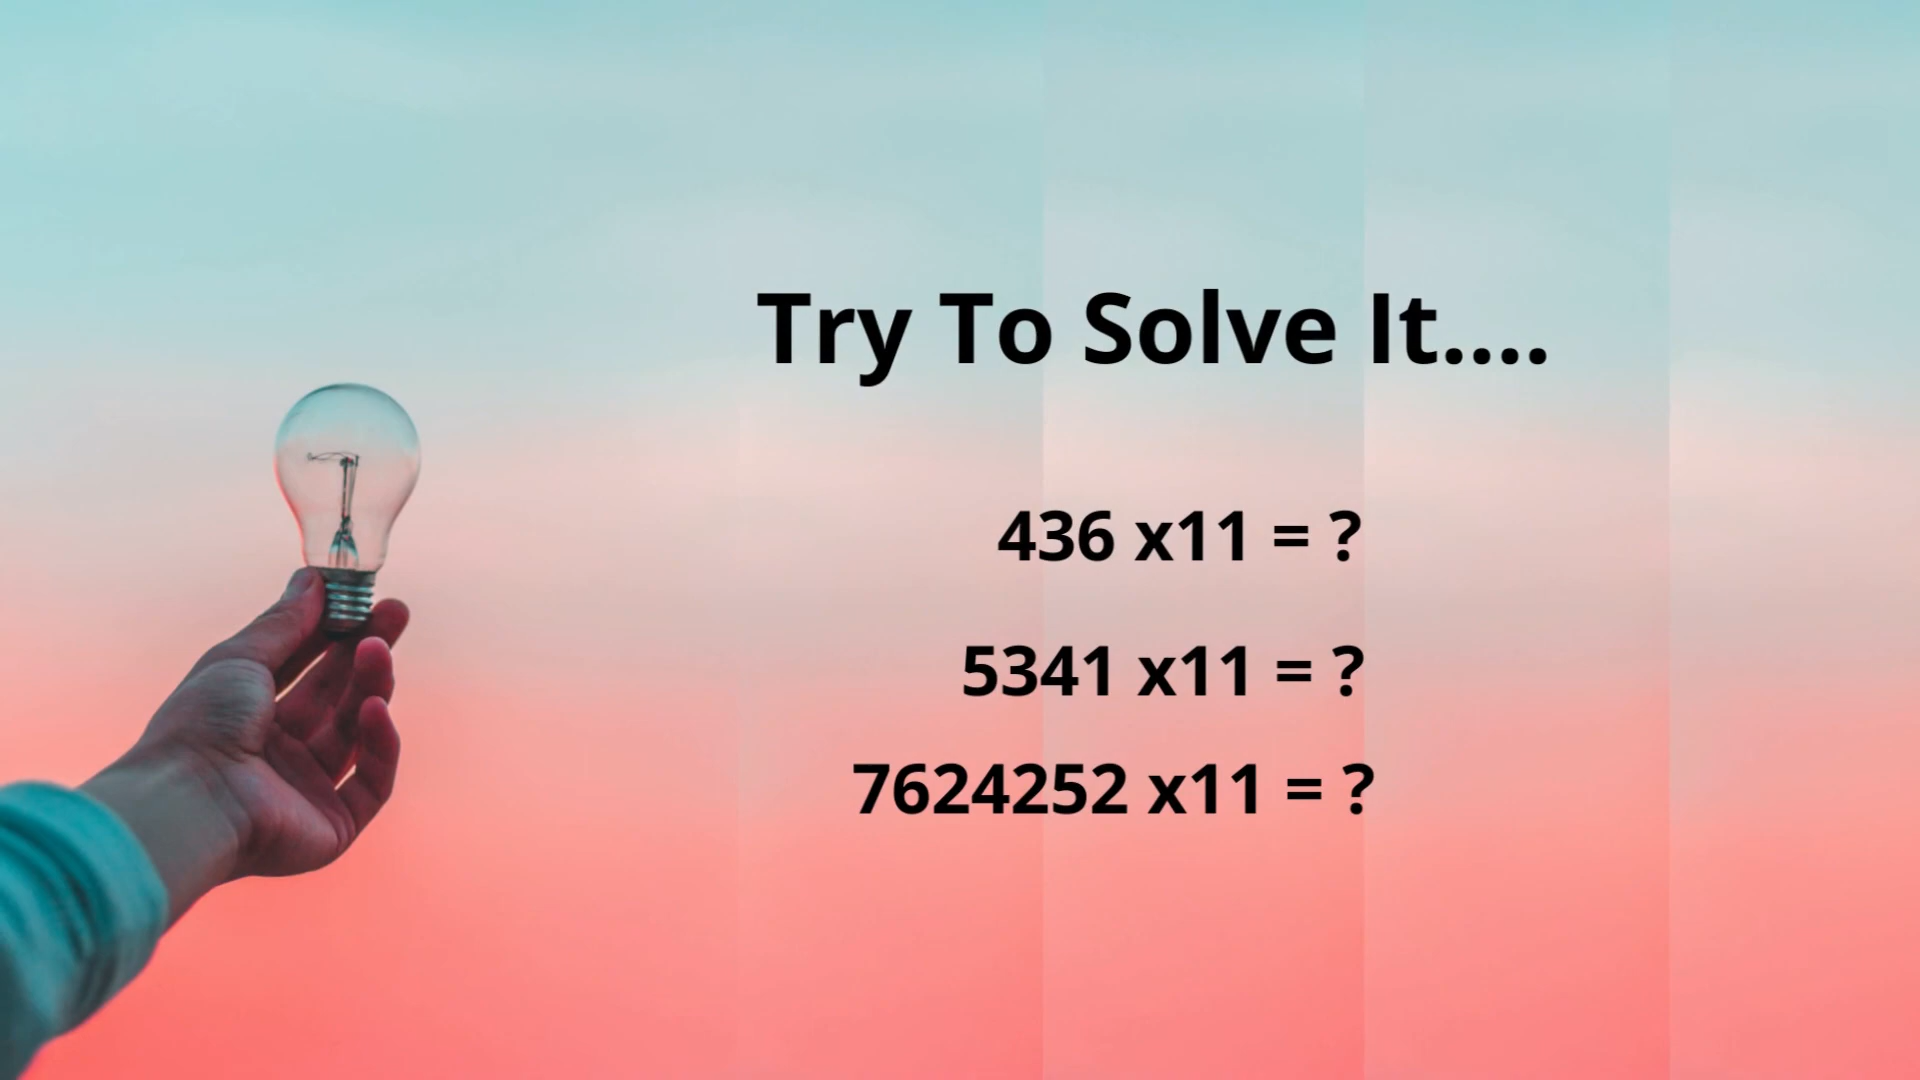 Try To Solve It....
436 x11 = ?
5341 x11 = ?
7624252 x11 = ?